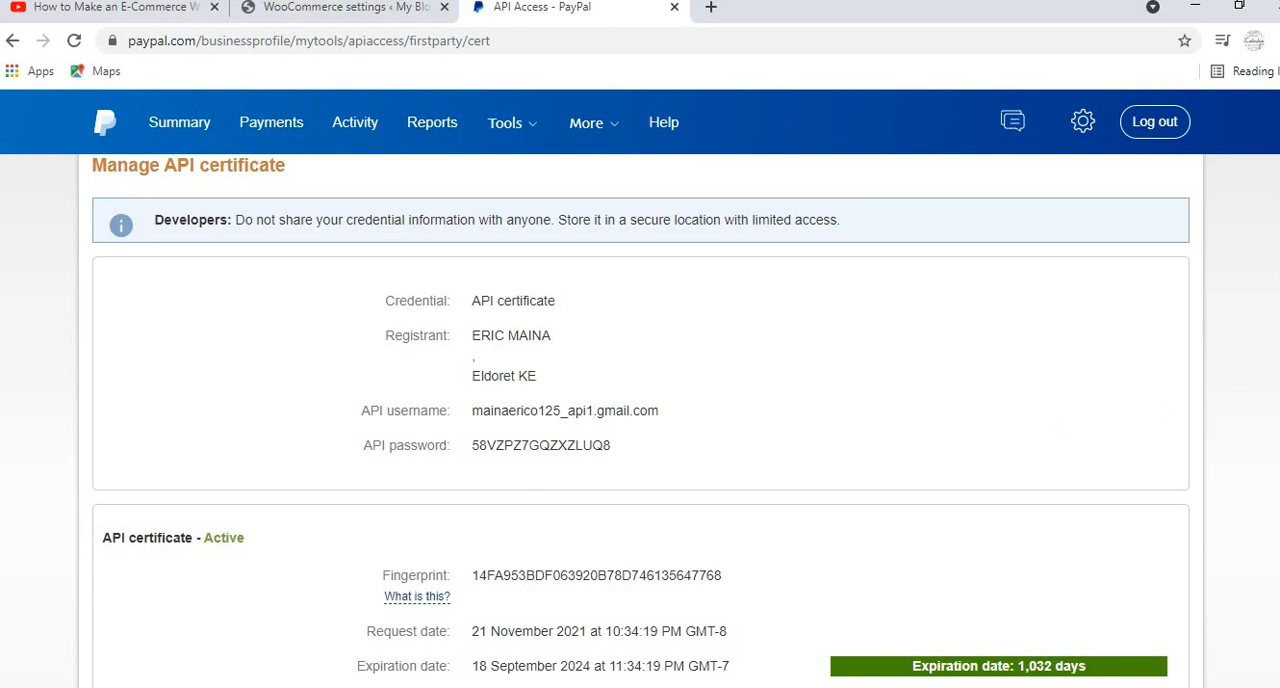 How to Make an E-Commerce W
WooCommerce settings ‹ My Blo
API Access - PayPal
paypal.com/businessprofile/mytools/apiaccess/firstparty/cert
Apps
Maps
Reading l
Summary
Payments
Activity
Reports
Tools
More
Help
Log out
Manage API certificate
Developers: Do not share your credential information with anyone. Store it in a secure location with limited access.
Credential: API certificate
Registrant: ERIC MAINA
,
Eldoret KE
API username: mainaerico125_api1.gmail.com
API password: 58VZPZ7GQZXZLUQ8
API certificate - Active
Fingerprint: 14FA953BDF063920B78D746135647768
What is this?
Request date: 21 November 2021 at 10:34:19 PM GMT-8
Expiration date: 18 September 2024 at 11:34:19 PM GMT-7
Expiration date: 1,032 days